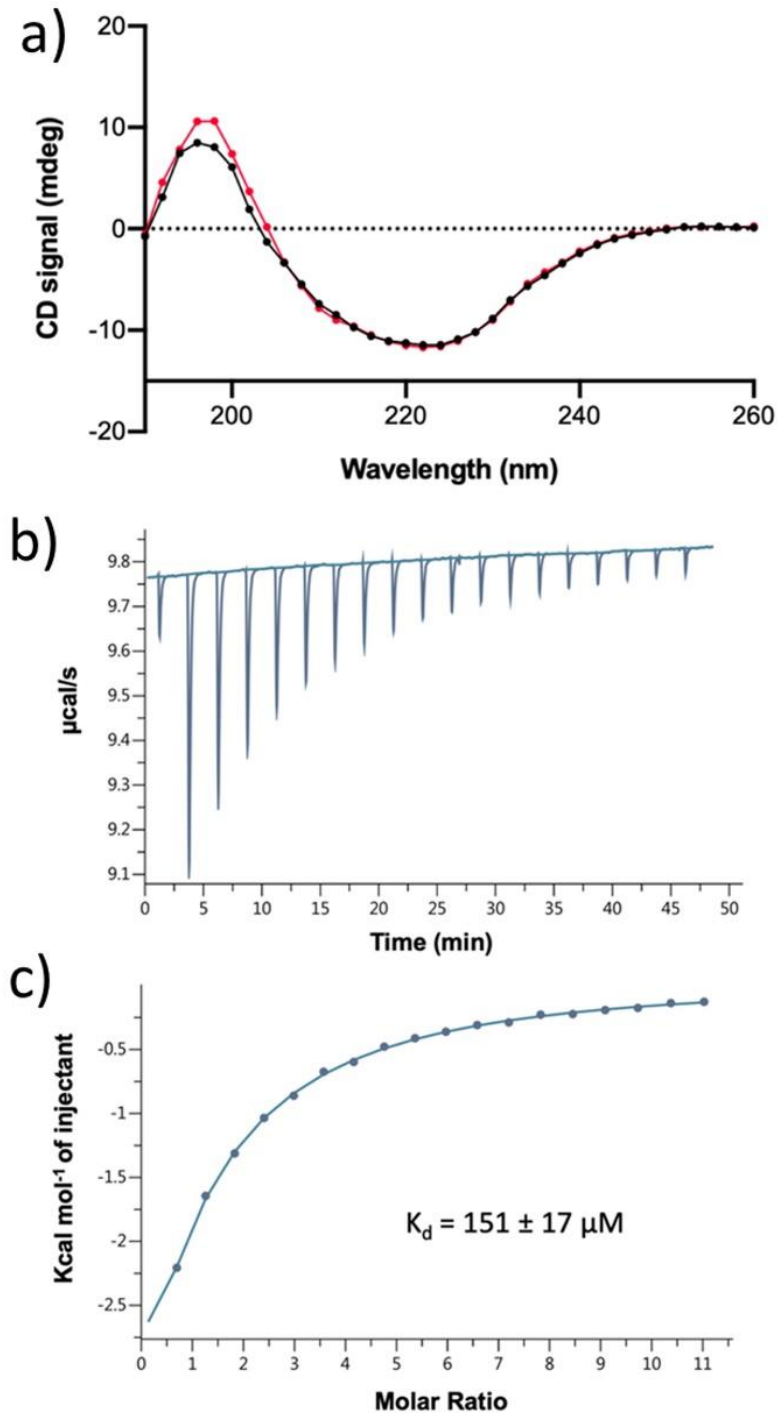 a)
20
10
0
-10
-20
CD signal (mdeg)
200 220 240 260
Wavelength (nm)
b)
9.8
9.7
9.6
9.5
9.4
9.3
9.2
9.1
µcal/s
0 5 10 15 20 25 30 35 40 45 50
Time (min)
c)
-0.5
-1
-1.5
-2
-2.5
Kcal mol⁻¹ of injectant
K_d = 151 ± 17 µM
0 1 2 3 4 5 6 7 8 9 10 11
Molar Ratio